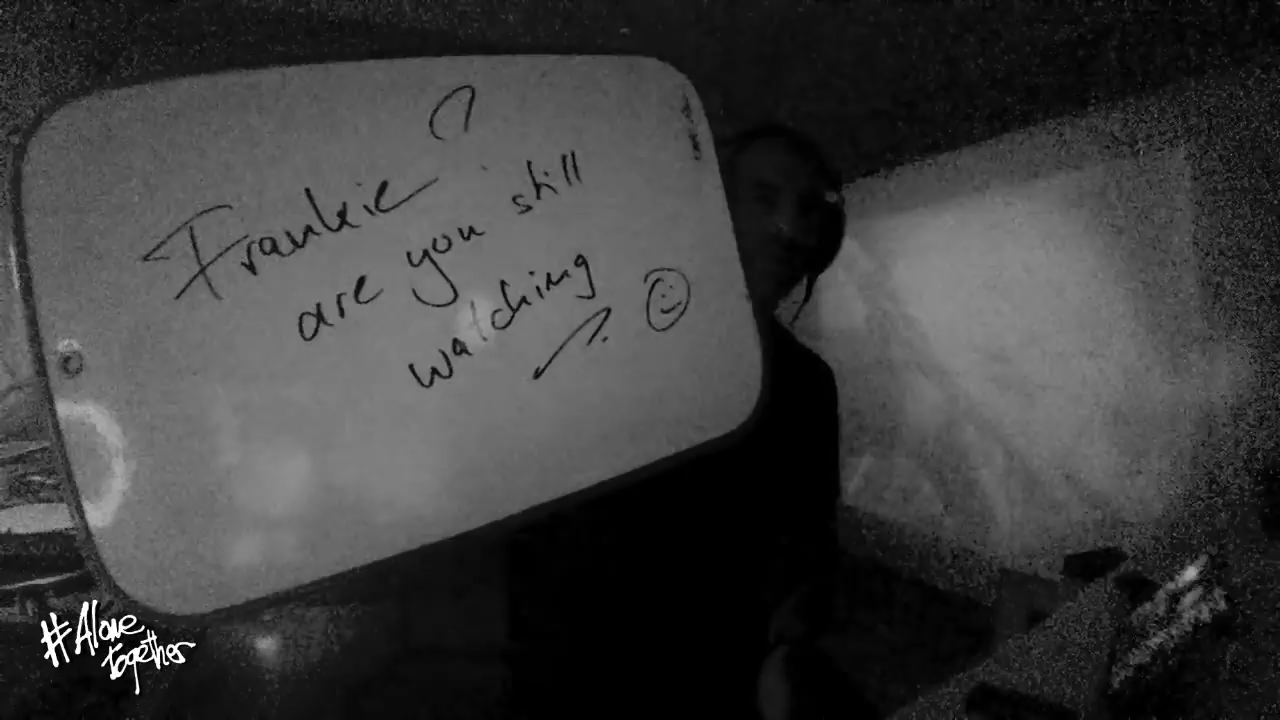 Frankie
are you still
watching ?
#Alone
together